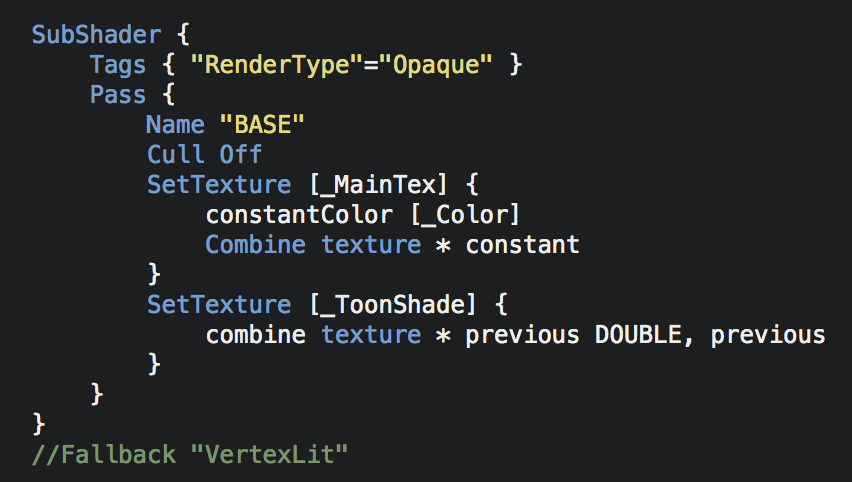 SubShader {
    Tags { "RenderType"="Opaque" }
    Pass {
        Name "BASE"
        Cull Off
        SetTexture [_MainTex] {
            constantColor [_Color]
            Combine texture * constant
        }
        SetTexture [_ToonShade] {
            combine texture * previous DOUBLE, previous
        }
    }
}
//Fallback "VertexLit"